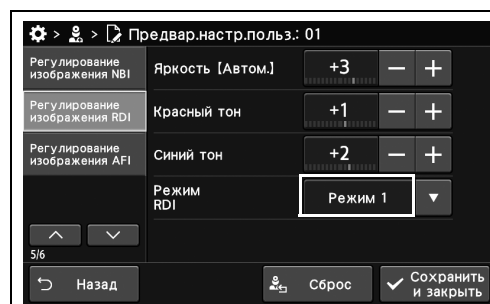 > > Предвар.настр.польз.: 01
Регулирование
изображения NBI
Яркость [Автом.]
+3
− +
Регулирование
изображения RDI
Красный тон
+1
− +
Регулирование
изображения AFI
Синий тон
+2
− +
Режим
RDI
Режим 1
5/6
Назад
Сброс
Сохранить
и закрыть